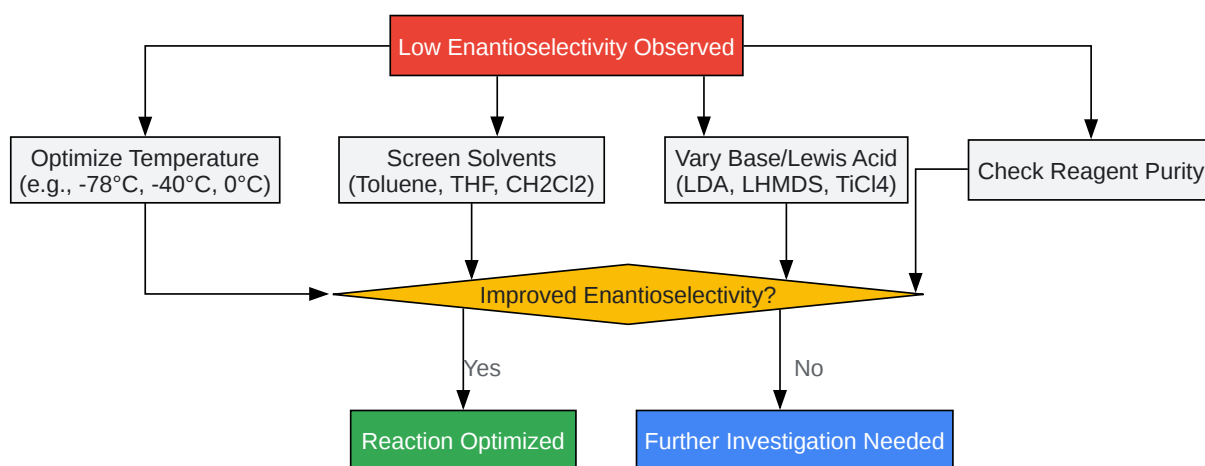 Low Enantioselectivity Observed
Optimize Temperature
(e.g., -78°C, -40°C, 0°C)
Screen Solvents
(Toluene, THF, CH2Cl2)
Vary Base/Lewis Acid
(LDA, LHMDS, TiCl4)
Check Reagent Purity
Improved Enantioselectivity?
Yes
No
Reaction Optimized
Further Investigation Needed